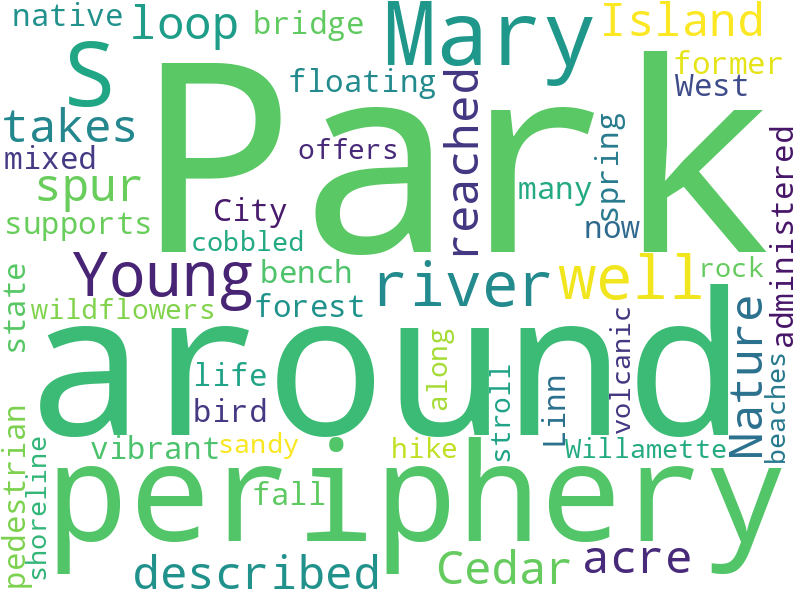 native
loop
bridge
Mary
Island
S
Park
former
floating
West
takes
reached
mixed
offers
spring
administered
spur
many
supports
City
now
cobbled
Young
bench
river
well
rock
state
wildflowers
forest
around
Nature
volcanic
along
life
stroll
Linn
beaches
bird
pedestrian
shoreline
vibrant
sandy
hike
Willamette
periphery
fall
described
Cedar
acre